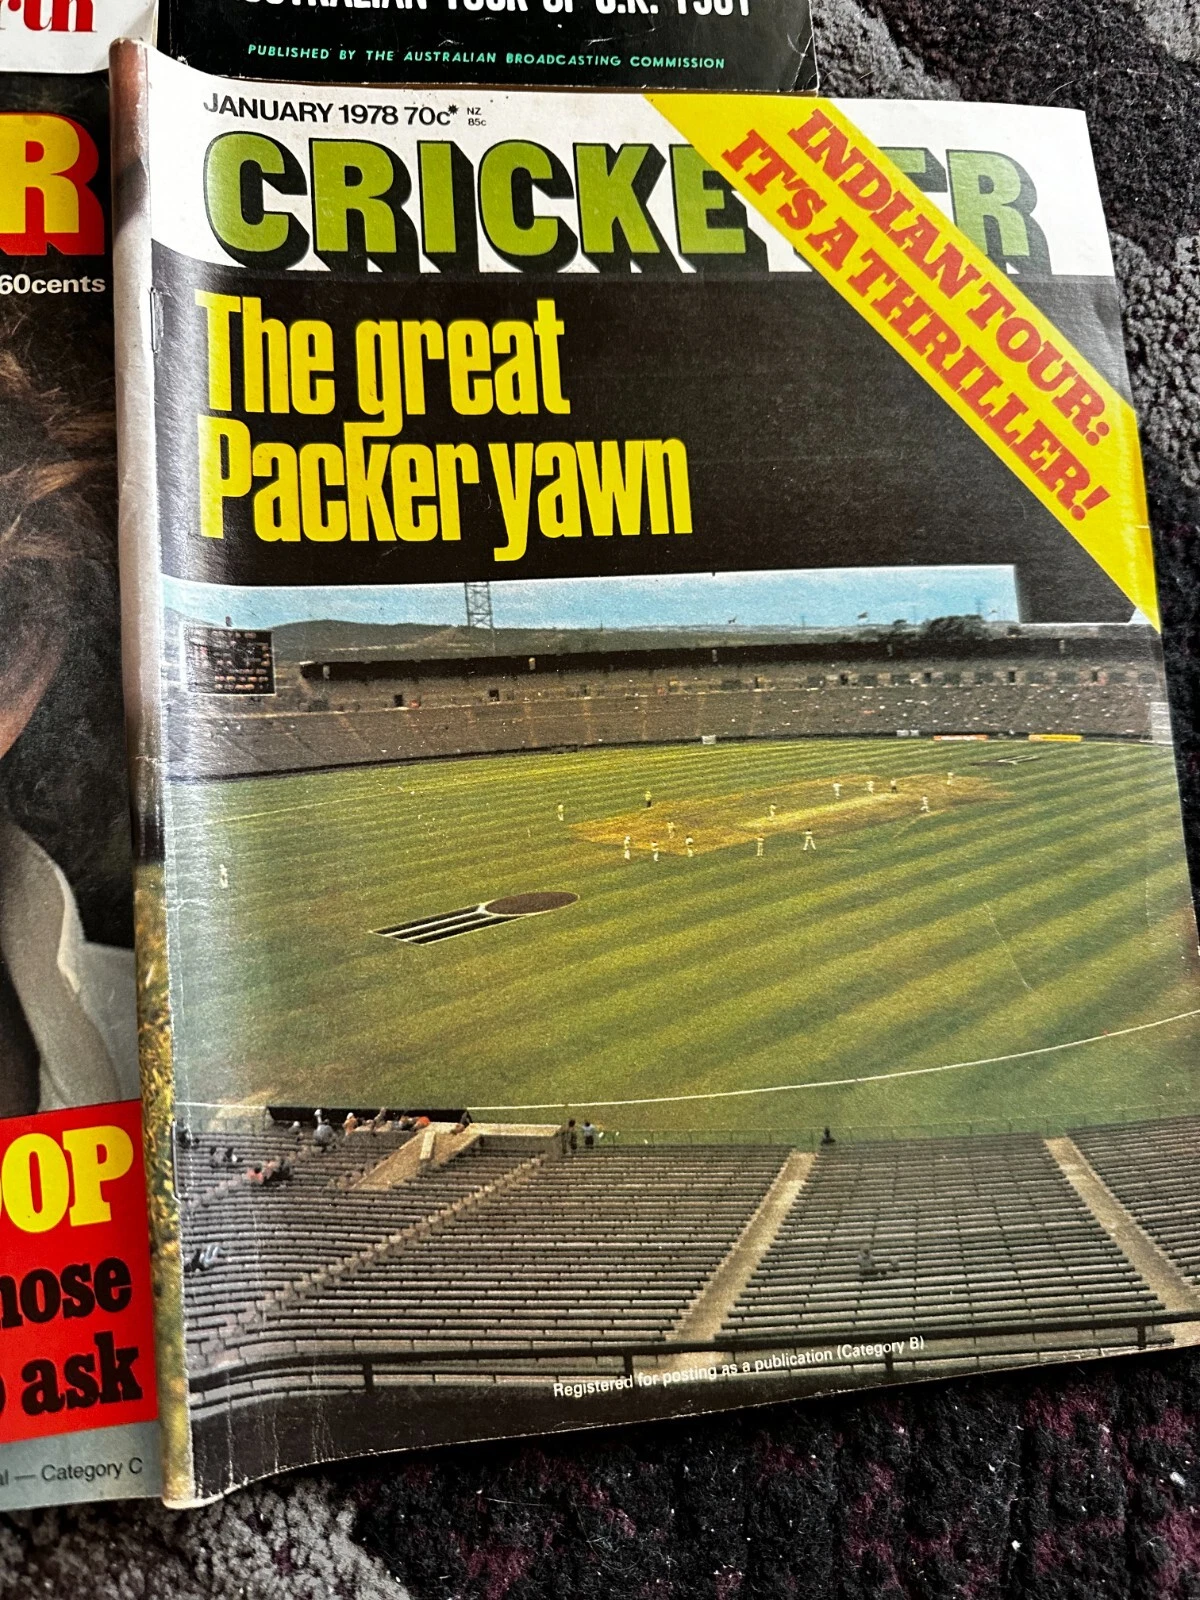 PUBLISHED BY THE AUSTRALIAN BROADCASTING COMMISSION
JANUARY 1978 70c* NZ 85c
CRICKETER
INDIAN TOUR:
IT'S A THRILLER!
The great
Packer yawn
Registered for posting as a publication (Category B)
R
60cents
OP
ask
— Category C